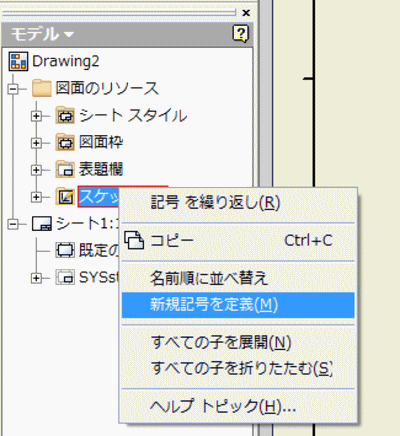 モデル
Drawing2
図面のリソース
シート スタイル
図面枠
表題欄
スケッ
シート1:
既定の
SYSs
記号 を繰り返し(R)
コピー Ctrl+C
名前順に並べ替え
新規記号を定義(M)
すべての子を展開(N)
すべての子を折りたたむ(S)
ヘルプ トピック(H)...